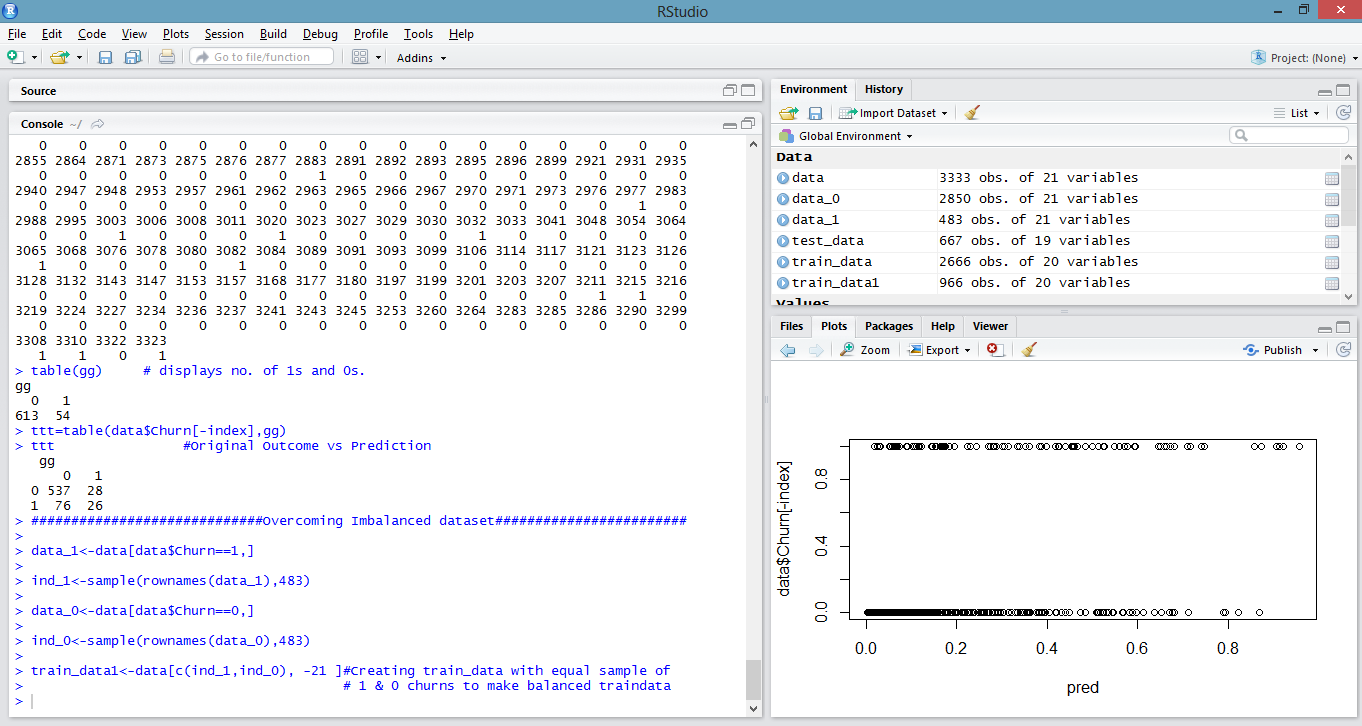 RStudio
File Edit Code View Plots Session Build Debug Profile Tools Help
Go to file/function Addins Project: (None)
Source
Console ~/
0 0 0 0 0 0 0 0 0 0 0 0 0 0 0 0 0
2855 2864 2871 2873 2875 2876 2877 2883 2891 2892 2893 2895 2896 2899 2921 2931 2935
0 0 0 0 0 0 0 1 0 0 0 0 0 0 0 0 0
2940 2947 2948 2953 2957 2961 2962 2963 2965 2966 2967 2970 2971 2973 2976 2977 2983
0 0 0 0 0 0 0 0 0 0 0 0 0 0 0 1 0
2988 2995 3003 3006 3008 3011 3020 3023 3027 3029 3030 3032 3033 3041 3048 3054 3064
0 0 1 0 0 0 1 0 0 0 0 1 0 0 0 0 0
3065 3068 3076 3078 3080 3082 3084 3089 3091 3093 3099 3106 3114 3117 3121 3123 3126
1 0 0 0 0 1 0 0 0 0 0 0 0 0 0 0 0
3128 3132 3143 3147 3153 3157 3168 3177 3180 3197 3199 3201 3203 3207 3211 3215 3216
0 0 0 0 0 0 0 0 0 0 0 0 0 0 1 1 0
3219 3224 3227 3234 3236 3237 3241 3243 3245 3253 3260 3264 3283 3285 3286 3290 3299
0 0 0 0 0 0 0 0 0 0 0 0 0 0 0 0 0
3308 3310 3322 3323
1 1 0 1
> table(gg) # displays no. of 1s and 0s.
gg
0 1
613 54
> ttt=table(data$Churn[-index],gg)
> ttt #Original Outcome vs Prediction
gg
0 1
0 537 28
1 76 26
> #############################Overcoming Imbalanced dataset########################
>
> data_1<-data[data$Churn==1,]
>
> ind_1<-sample(rownames(data_1),483)
>
> data_0<-data[data$Churn==0,]
>
> ind_0<-sample(rownames(data_0),483)
>
> train_data1<-data[c(ind_1,ind_0), -21 ]#Creating train_data with equal sample of
> # 1 & 0 churns to make balanced traindata
>
Environment History
Import Dataset List
Global Environment
Data
data 3333 obs. of 21 variables
data_0 2850 obs. of 21 variables
data_1 483 obs. of 21 variables
test_data 667 obs. of 19 variables
train_data 2666 obs. of 20 variables
train_data1 966 obs. of 20 variables
Values
Files Plots Packages Help Viewer
Zoom Export Publish
data$Churn[-index]
0.8
0.4
0.0
0.0 0.2 0.4 0.6 0.8
pred